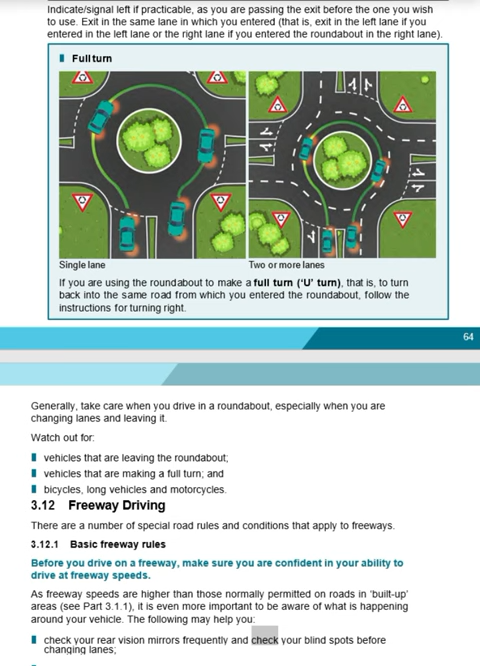 Indicate/signal left if practicable, as you are passing the exit before the one you wish
to use. Exit in the same lane in which you entered (that is, exit in the left lane if you
entered in the left lane or the right lane if you entered the roundabout in the right lane).
Full turn
Single lane
Two or more lanes
If you are using the roundabout to make a full turn (‘U’ turn), that is, to turn
back into the same road from which you entered the roundabout, follow the
instructions for turning right.
64
Generally, take care when you drive in a roundabout, especially when you are
changing lanes and leaving it.
Watch out for:
vehicles that are leaving the roundabout;
vehicles that are making a full turn; and
bicycles, long vehicles and motorcycles.
3.12 Freeway Driving
There are a number of special road rules and conditions that apply to freeways.
3.12.1 Basic freeway rules
Before you drive on a freeway, make sure you are confident in your ability to
drive at freeway speeds.
As freeway speeds are higher than those normally permitted on roads in ‘built-up’
areas (see Part 3.1.1), it is even more important to be aware of what is happening
around your vehicle. The following may help you:
check your rear vision mirrors frequently and check your blind spots before
changing lanes;